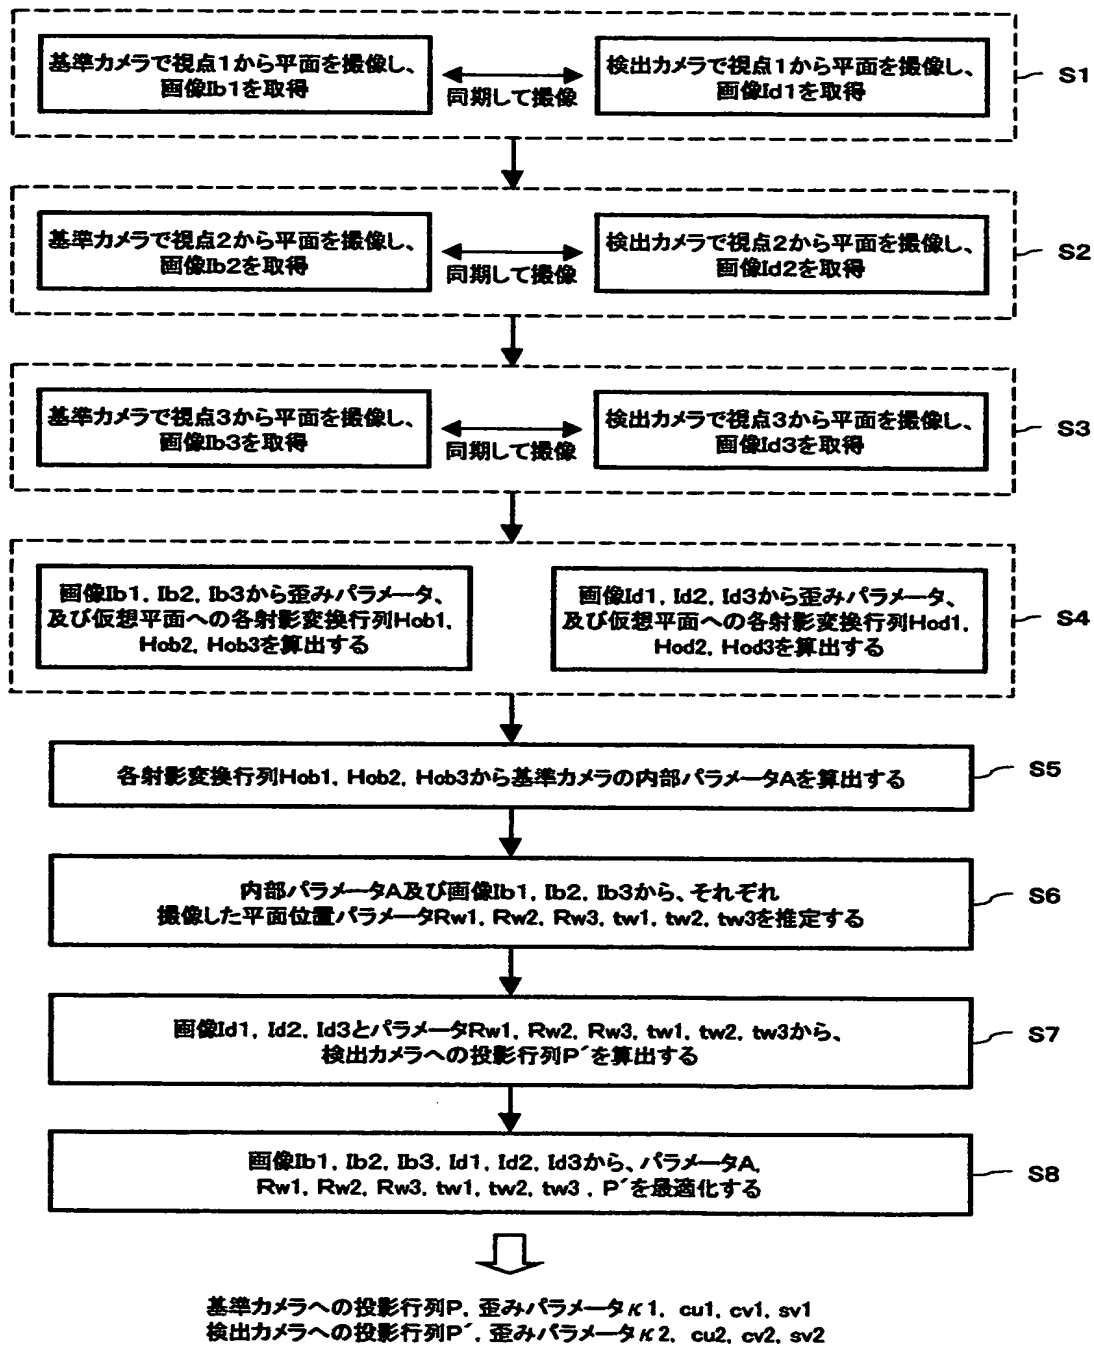 基準カメラで視点1から平面を撮像し、
画像Ib1を取得
同期して撮像
検出カメラで視点1から平面を撮像し、
画像Id1を取得
S1
基準カメラで視点2から平面を撮像し、
画像Ib2を取得
同期して撮像
検出カメラで視点2から平面を撮像し、
画像Id2を取得
S2
基準カメラで視点3から平面を撮像し、
画像Ib3を取得
同期して撮像
検出カメラで視点3から平面を撮像し、
画像Id3を取得
S3
画像Ib1, Ib2, Ib3から歪みパラメータ、
及び仮想平面への各射影変換行列Hob1,
Hob2, Hob3を算出する
画像Id1, Id2, Id3から歪みパラメータ、
及び仮想平面への各射影変換行列Hod1,
Hod2, Hod3を算出する
S4
各射影変換行列Hob1, Hob2, Hob3から基準カメラの内部パラメータAを算出する
S5
内部パラメータA及び画像Ib1, Ib2, Ib3から、それぞれ
撮像した平面位置パラメータRw1, Rw2, Rw3, tw1, tw2, tw3を推定する
S6
画像Id1, Id2, Id3とパラメータRw1, Rw2, Rw3, tw1, tw2, tw3から、
検出カメラへの投影行列P´を算出する
S7
画像Ib1, Ib2, Ib3, Id1, Id2, Id3から、パラメータA,
Rw1, Rw2, Rw3, tw1, tw2, tw3 , P´を最適化する
S8
基準カメラへの投影行列P, 歪みパラメータκ1, cu1, cv1, sv1
検出カメラへの投影行列P´, 歪みパラメータκ2, cu2, cv2, sv2